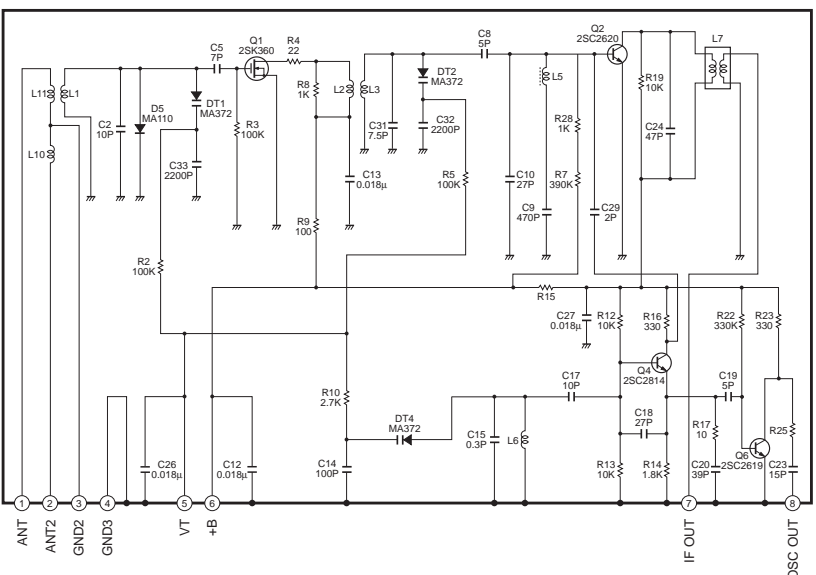 Q1
2SK360
C5
7P
R4
22
C8
5P
Q2
2SC2620
L7
L11
L1
C2
10P
D5
MA110
DT1
MA372
C33
2200P
R3
100K
R8
1K
L2
L3
C31
7.5P
DT2
MA372
C32
2200P
L5
R28
1K
R19
10K
C24
47P
L10
C13
0.018μ
R5
100K
C10
27P
R7
390K
C9
470P
C29
2P
R9
100
R2
100K
R15
C27
0.018μ
R12
10K
R16
330
R22
330K
R23
330
Q4
2SC2814
C17
10P
C19
5P
R10
2.7K
DT4
MA372
C15
0.3P
L6
C18
27P
R17
10
R25
Q6
2SC2619
C26
0.018μ
C12
0.018μ
C14
100P
R13
10K
R14
1.8K
C20
39P
C23
15P
1
2
3
4
5
6
7
8
ANT
ANT2
GND2
GND3
VT
+B
IF OUT
OSC OUT